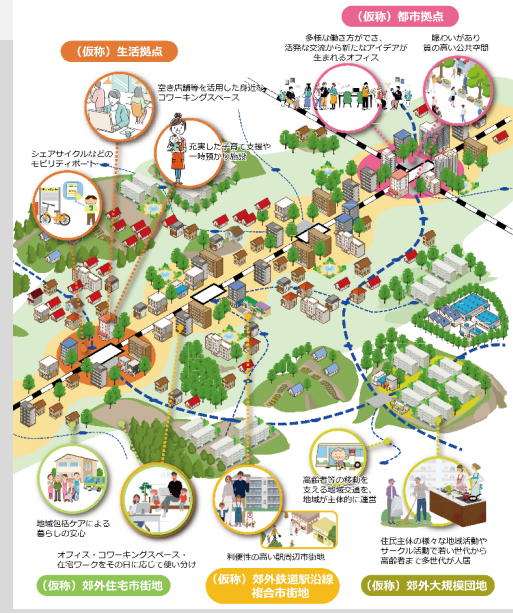 （仮称）都市拠点
（仮称）生活拠点
多様な働き方ができ、
活発な交流から新たなアイデアが
生まれるオフィス
賑わいがあり
質の高い公共空間
空き店舗等を活用した身近な
コワーキングスペース
充実した子育て支援や
一時預かり施設
シェアサイクルなどの
モビリティポート
高齢者等の移動を
支える地域交通を、
地域が主体的に運営
地域包括ケアによる
暮らしの安心
オフィス・コワーキングスペース・
在宅ワークをその日に応じて使い分け
利便性の高い駅周辺市街地
住民主体の様々な地域活動や
サークル活動で若い世代から
高齢者まで多世代が入居
（仮称）郊外住宅市街地
（仮称）郊外鉄道駅沿線
複合市街地
（仮称）郊外大規模団地